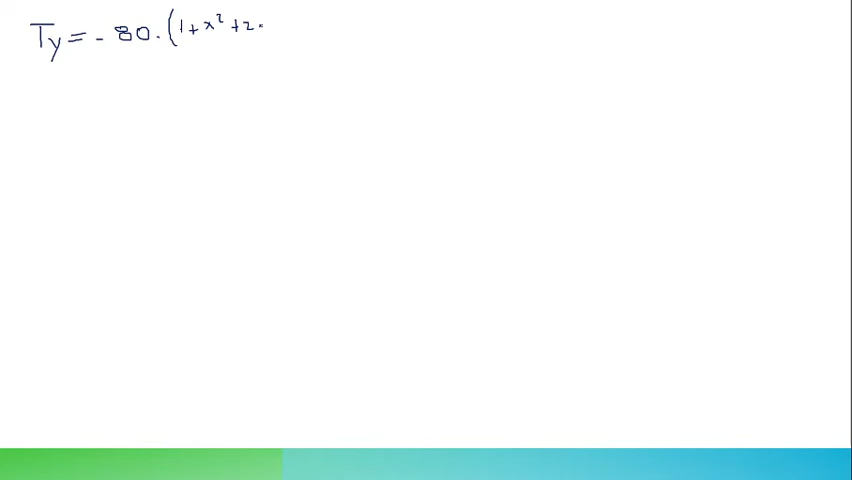 Ty = - 80 . (1 + x² + 2 ·